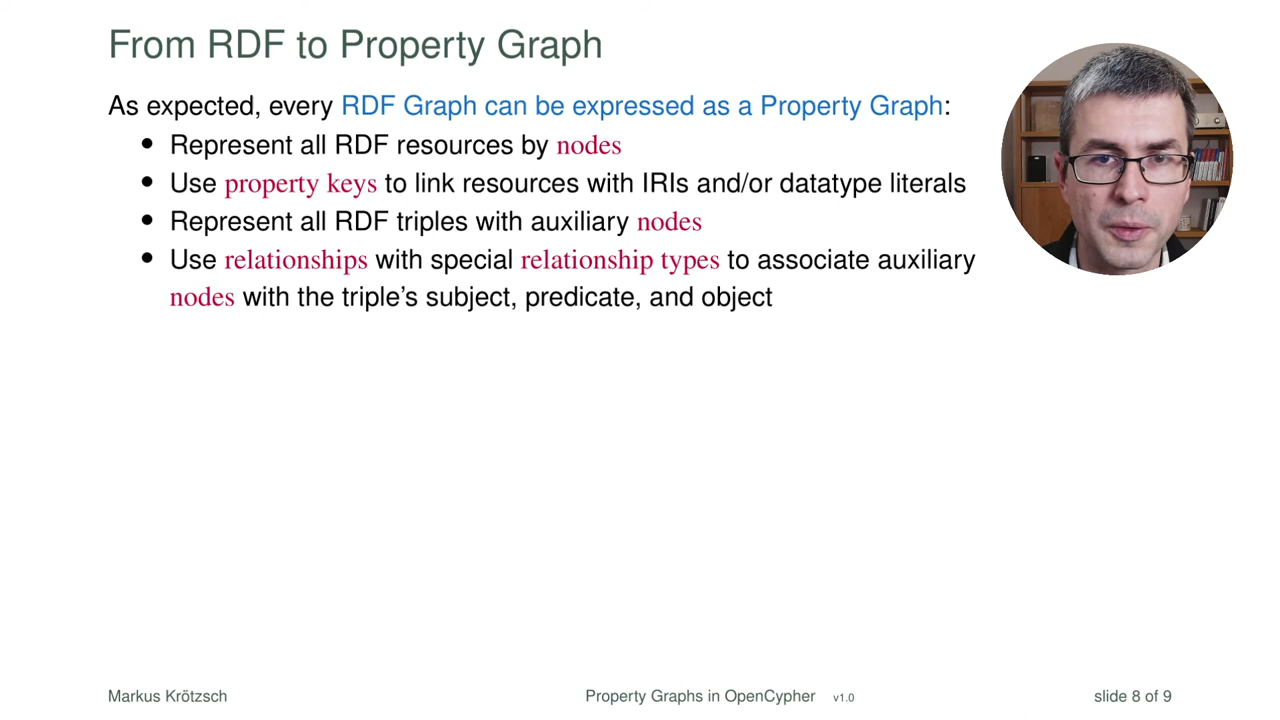 From RDF to Property Graph
As expected, every RDF Graph can be expressed as a Property Graph:
• Represent all RDF resources by nodes
• Use property keys to link resources with IRIs and/or datatype literals
• Represent all RDF triples with auxiliary nodes
• Use relationships with special relationship types to associate auxiliary
nodes with the triple's subject, predicate, and object
Markus Krötzsch Property Graphs in OpenCypher v1.0 slide 8 of 9